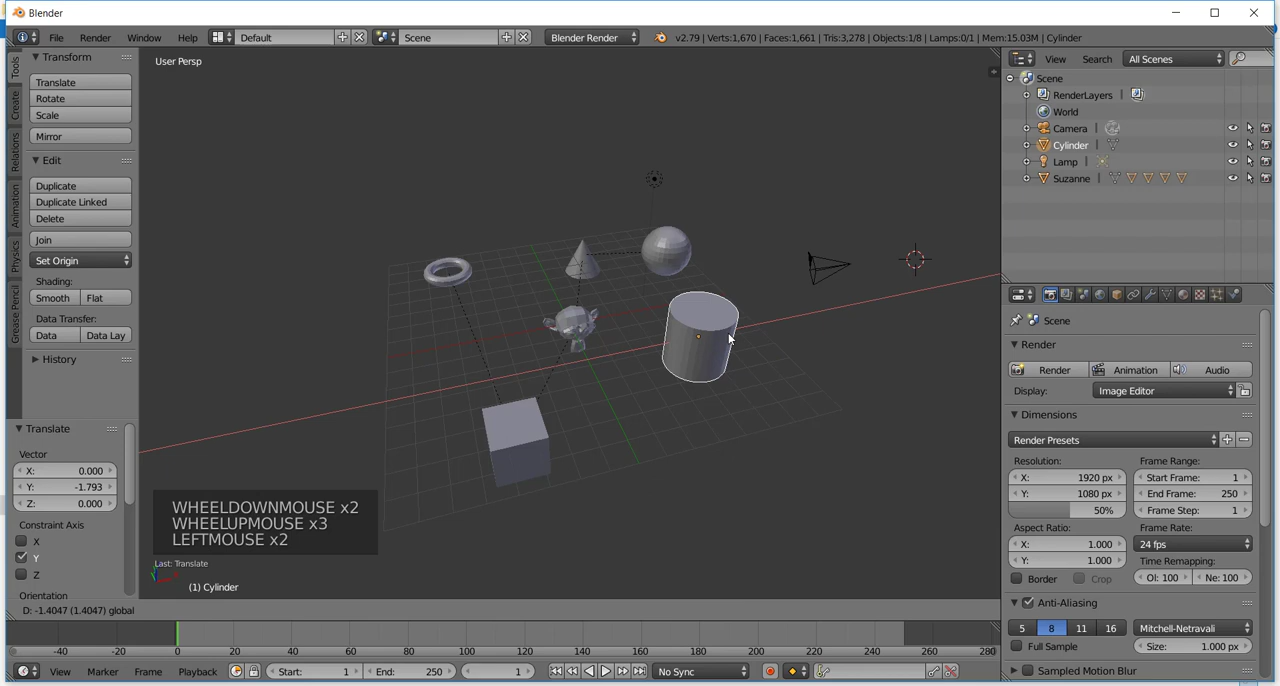 Blender
File Render Window Help Default Scene Blender Render v2.79 | Verts:1,670 | Faces:1,661 | Tris:3,278 | Objects:1/8 | Lamps:0/1 | Mem:15.03M | Cylinder
Tools
Create
Relations
Animation
Physics
Grease Pencil
Transform
Translate
Rotate
Scale
Mirror
Edit
Duplicate
Duplicate Linked
Delete
Join
Set Origin
Shading:
Smooth Flat
Data Transfer:
Data Data Lay
History
Translate
Vector
X: 0.000
Y: -1.793
Z: 0.000
Constraint Axis
X
Y
Z
Orientation
User Persp
WHEELDOWNMOUSE x2
WHEELUPMOUSE x3
LEFTMOUSE x2
Last: Translate
(1) Cylinder
D: -1.4047 (1.4047) global
-40 -20 0 20 40 60 80 100 120 140 160 180 200 220 240 260 280
View Marker Frame Playback Start: 1 End: 250 1 No Sync
View Search All Scenes
Scene
RenderLayers
World
Camera
Cylinder
Lamp
Suzanne
Scene
Render
Render Animation Audio
Display: Image Editor
Dimensions
Render Presets
Resolution: Frame Range:
X: 1920 px Start Frame: 1
Y: 1080 px End Frame: 250
50% Frame Step: 1
Aspect Ratio: Frame Rate:
X: 1.000 24 fps
Y: 1.000 Time Remapping:
Border Crop Ol: 100 Ne: 100
Anti-Aliasing
5 8 11 16 Mitchell-Netravali
Full Sample Size: 1.000 px
Sampled Motion Blur